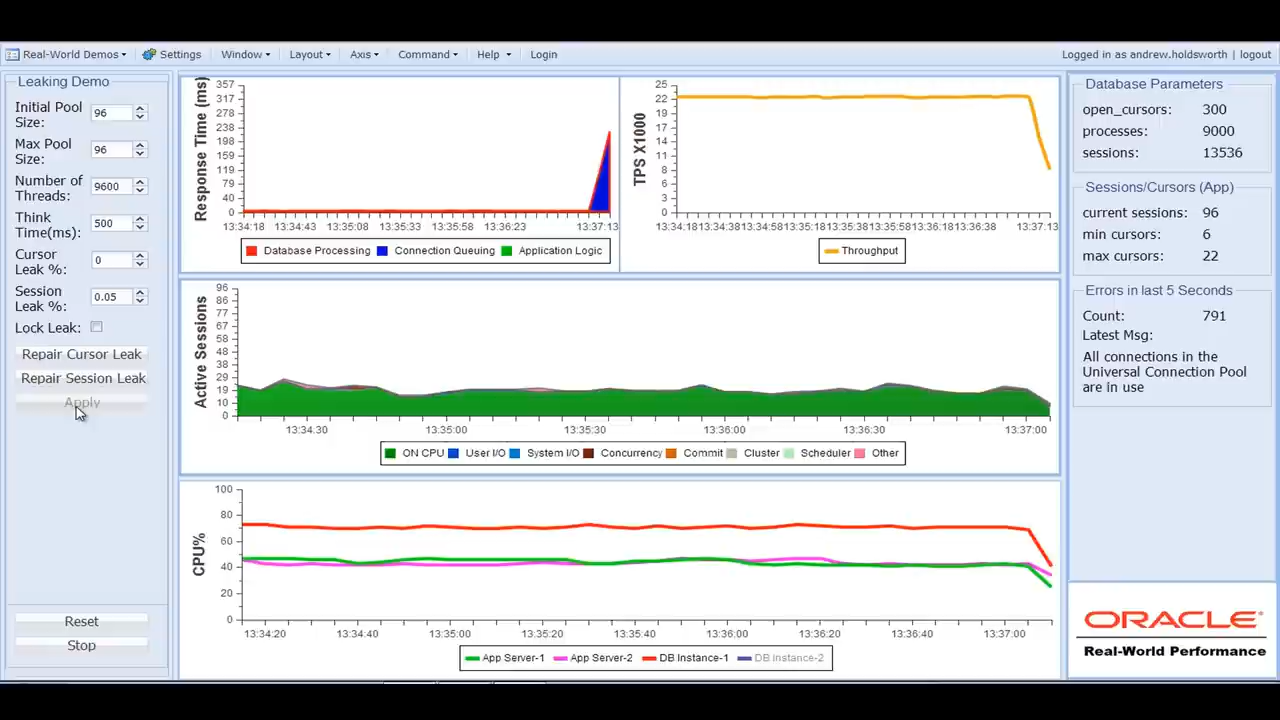 Real-World Demos Settings Window Layout Axis Command Help Login Logged in as andrew.holdsworth | logout
Leaking Demo
Initial Pool
Size: 96
Max Pool
Size: 96
Number of
Threads: 9600
Think
Time(ms): 500
Cursor
Leak %: 0
Session
Leak %: 0.05
Lock Leak:
Repair Cursor Leak
Repair Session Leak
Apply
Reset
Stop
Response Time (ms)
357
317
278
238
198
159
119
79
40
0
13:34:18 13:34:43 13:35:08 13:35:33 13:35:58 13:36:23 13:37:13
Database Processing Connection Queuing Application Logic
TPS X1000
25
22
19
17
14
11
8
6
3
0
13:34:18 13:34:38 13:34:58 13:35:18 13:35:38 13:35:58 13:36:18 13:36:38 13:37:13
Throughput
Active Sessions
96
86
77
67
58
48
38
29
19
10
0
13:34:30 13:35:00 13:35:30 13:36:00 13:36:30 13:37:00
ON CPU User I/O System I/O Concurrency Commit Cluster Scheduler Other
CPU%
100
80
60
40
20
0
13:34:20 13:34:40 13:35:00 13:35:20 13:35:40 13:36:00 13:36:20 13:36:40 13:37:00
App Server-1 App Server-2 DB Instance-1 DB Instance-2
Database Parameters
open_cursors: 300
processes: 9000
sessions: 13536
Sessions/Cursors (App)
current sessions: 96
min cursors: 6
max cursors: 22
Errors in last 5 Seconds
Count: 791
Latest Msg:
All connections in the
Universal Connection Pool
are in use
ORACLE
Real-World Performance